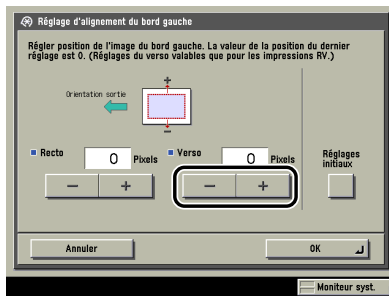 Réglage d'alignement du bord gauche
Régler position de l'image du bord gauche. La valeur de la position du dernier
réglage est 0. (Réglages du verso valables que pour les impressions RV.)
+
Orientation sortie
−
Recto 0 Pixels Verso 0 Pixels Réglages
initiaux
− + − +
Annuler OK
Moniteur syst.